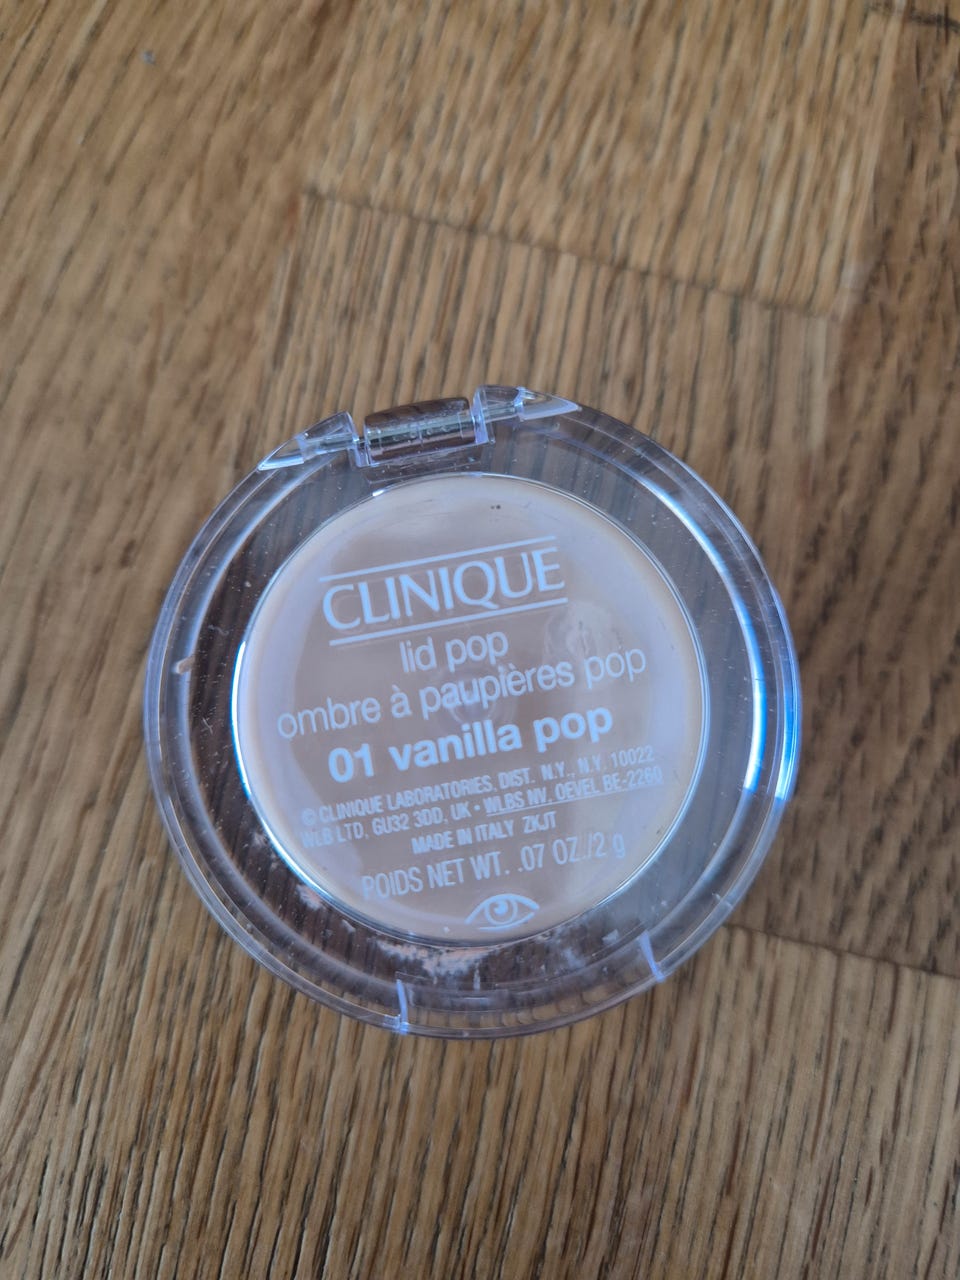 CLINIQUE
lid pop
ombre à paupières pop
01 vanilla pop
© CLINIQUE LABORATORIES, DIST. N.Y., N.Y. 10022
WLB LTD, GU32 3DD, UK • WLBS NV, OEVEL BE-2260
MADE IN ITALY ZKJT
POIDS NET WT. .07 OZ./2 g